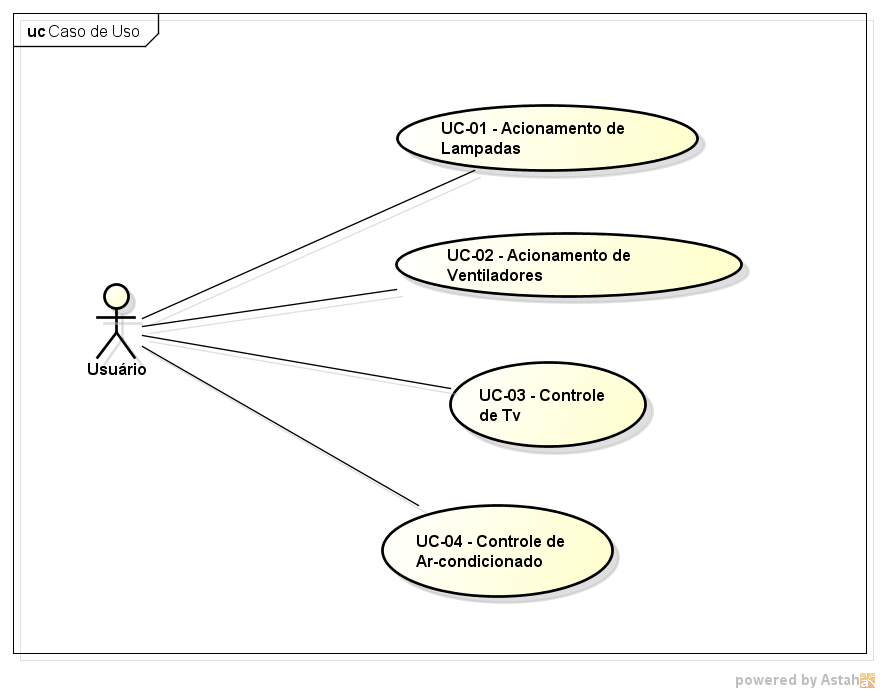 uc Caso de Uso
UC-01 - Acionamento de
Lampadas
UC-02 - Acionamento de
Ventiladores
Usuário
UC-03 - Controle
de Tv
UC-04 - Controle de
Ar-condicionado
powered by Astah